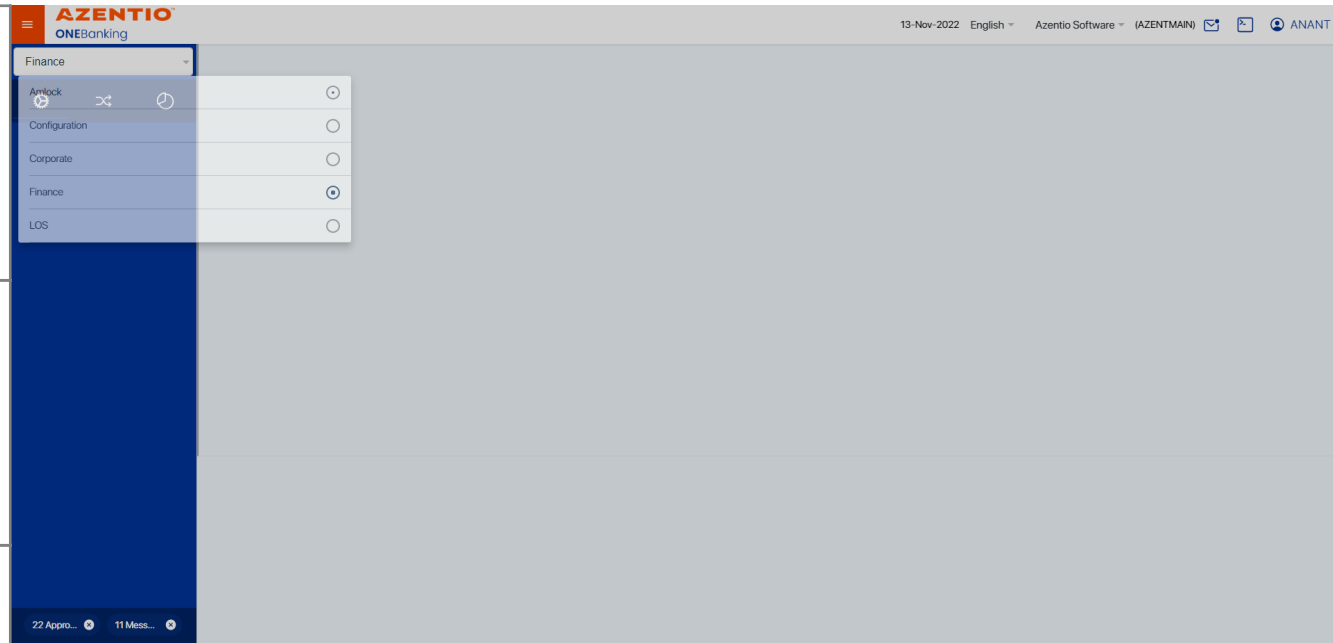 AZENTIO™
ONEBanking
13-Nov-2022 English Azentio Software (AZENTMAIN) ANANT
Finance
Amlock
Configuration
Corporate
Finance
LOS
22 Appro... 11 Mess...